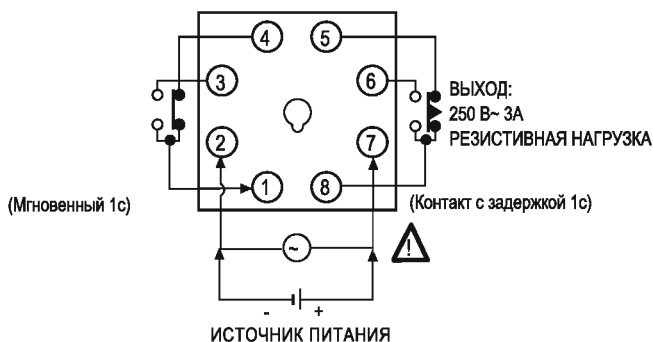 4 5
3 6
ВЫХОД:
250 В~ 3А
РЕЗИСТИВНАЯ НАГРУЗКА
2 7
1 8
(Мгновенный 1с)
(Контакт с задержкой 1с)
~
!
- +
ИСТОЧНИК ПИТАНИЯ